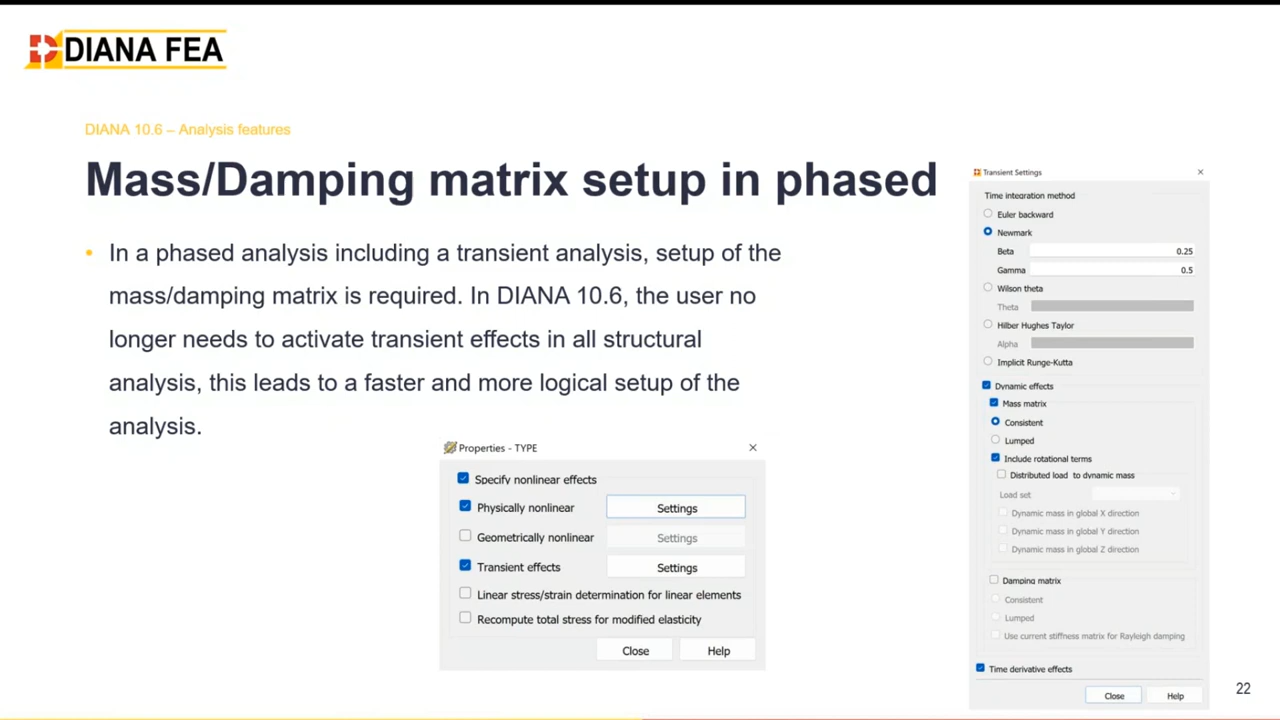 DIANA FEA
DIANA 10.6 – Analysis features
Mass/Damping matrix setup in phased
• In a phased analysis including a transient analysis, setup of the
mass/damping matrix is required. In DIANA 10.6, the user no
longer needs to activate transient effects in all structural
analysis, this leads to a faster and more logical setup of the
analysis.
Properties - TYPE
Specify nonlinear effects
Physically nonlinear Settings
Geometrically nonlinear Settings
Transient effects Settings
Linear stress/strain determination for linear elements
Recompute total stress for modified elasticity
Close Help
Transient Settings
Time integration method
Euler backward
Newmark
Beta 0.25
Gamma 0.5
Wilson theta
Theta
Hilber Hughes Taylor
Alpha
Implicit Runge-Kutta
Dynamic effects
Mass matrix
Consistent
Lumped
Include rotational terms
Distributed load to dynamic mass
Load set
Dynamic mass in global X direction
Dynamic mass in global Y direction
Dynamic mass in global Z direction
Damping matrix
Consistent
Lumped
Use current stiffness matrix for Rayleigh damping
Time derivative effects
Close Help
22